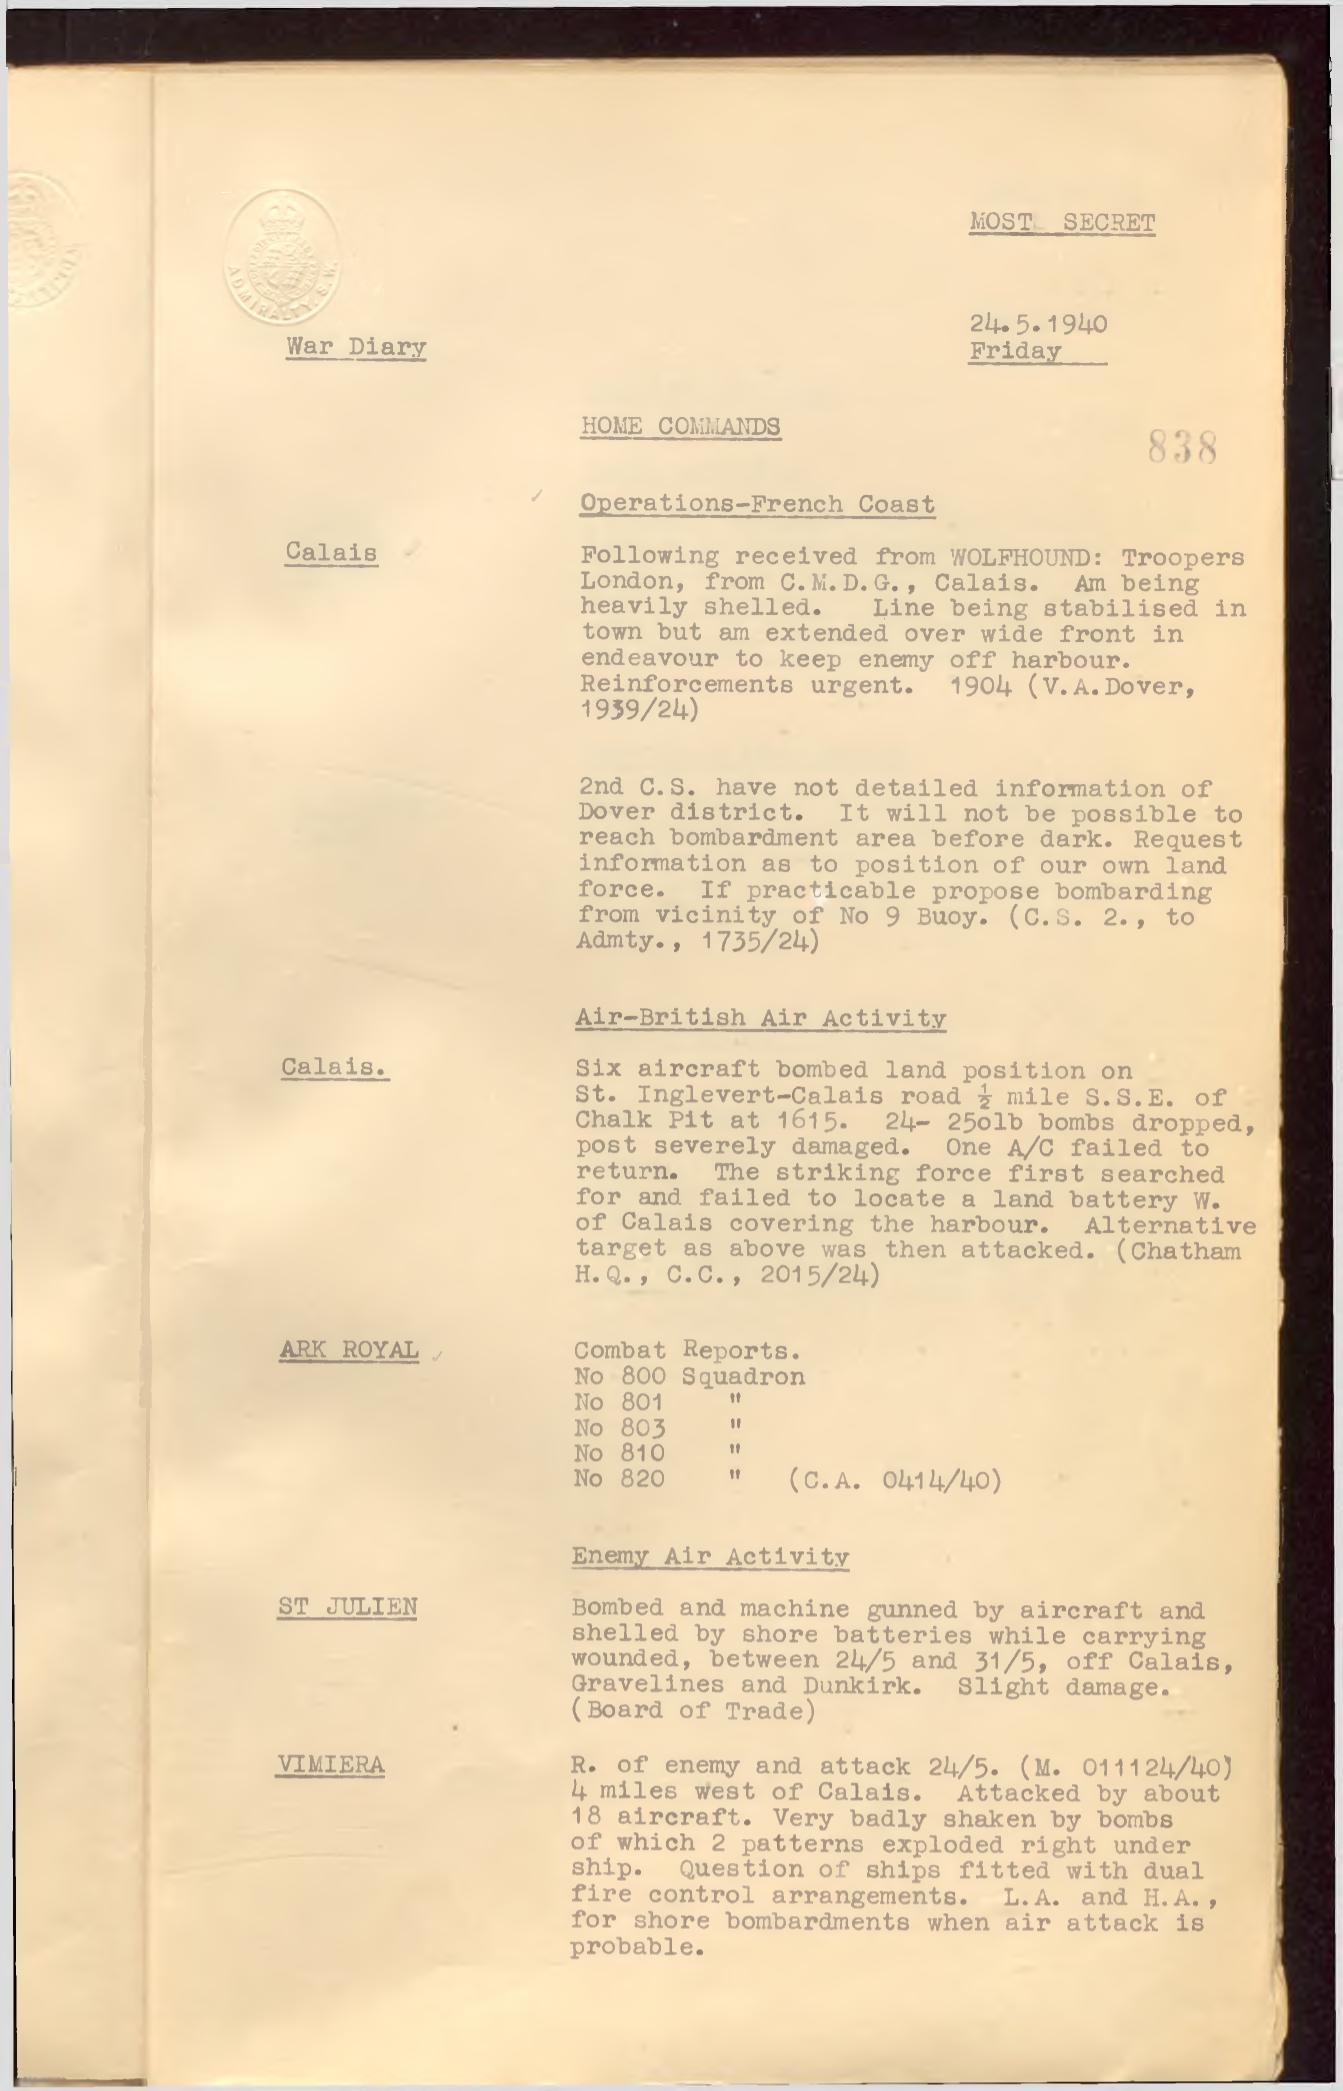 ADMIRALTY. S.W.
MOST SECRET
24.5.1940
War Diary
Friday
HOME COMMANDS
838
Operations-French Coast
Calais
Following received from WOLFHOUND: Troopers
London, from C.M.D.G., Calais. Am being
heavily shelled. Line being stabilised in
town but am extended over wide front in
endeavour to keep enemy off harbour.
Reinforcements urgent. 1904 (V.A.Dover,
1939/24)
2nd C.S. have not detailed information of
Dover district. It will not be possible to
reach bombardment area before dark. Request
information as to position of our own land
force. If practicable propose bombarding
from vicinity of No 9 Buoy. (C.S. 2., to
Admty., 1735/24)
Air-British Air Activity
Calais.
Six aircraft bombed land position on
St. Inglevert-Calais road ½ mile S.S.E. of
Chalk Pit at 1615. 24- 25olb bombs dropped,
post severely damaged. One A/C failed to
return. The striking force first searched
for and failed to locate a land battery W.
of Calais covering the harbour. Alternative
target as above was then attacked. (Chatham
H.Q., C.C., 2015/24)
ARK ROYAL
Combat Reports.
No 800 Squadron
No 801 "
No 803 "
No 810 "
No 820 " (C.A. 0414/40)
Enemy Air Activity
ST JULIEN
Bombed and machine gunned by aircraft and
shelled by shore batteries while carrying
wounded, between 24/5 and 31/5, off Calais,
Gravelines and Dunkirk. Slight damage.
(Board of Trade)
VIMIERA
R. of enemy and attack 24/5. (M. 011124/40)
4 miles west of Calais. Attacked by about
18 aircraft. Very badly shaken by bombs
of which 2 patterns exploded right under
ship. Question of ships fitted with dual
fire control arrangements. L.A. and H.A.,
for shore bombardments when air attack is
probable.